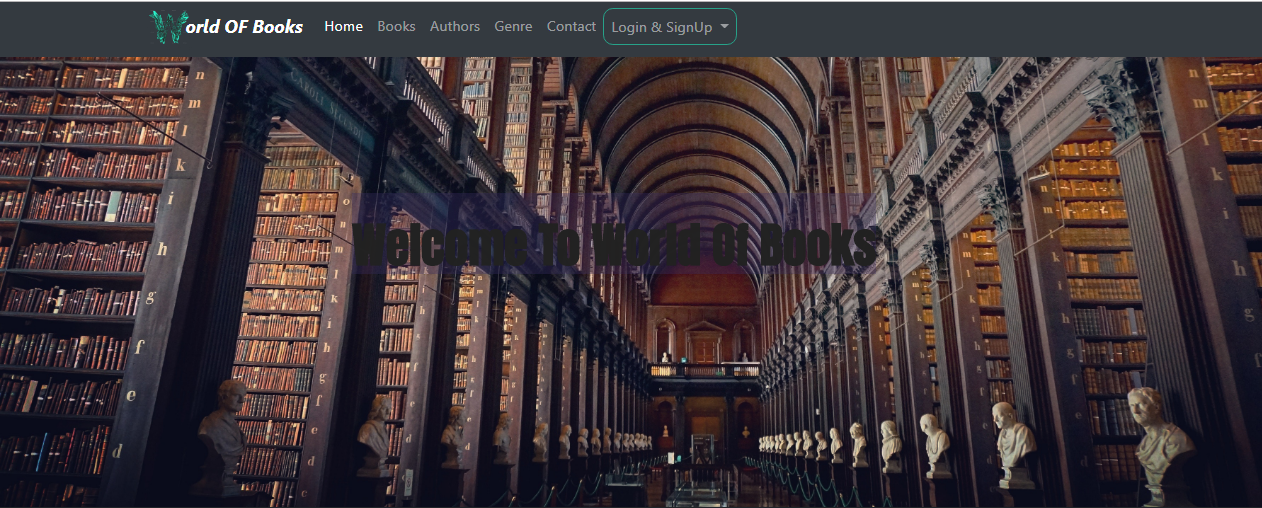 World OF Books Home Books Authors Genre Contact Login & SignUp
Welcome To World Of Books
n
m
l
k
i
h
g
f
e
d